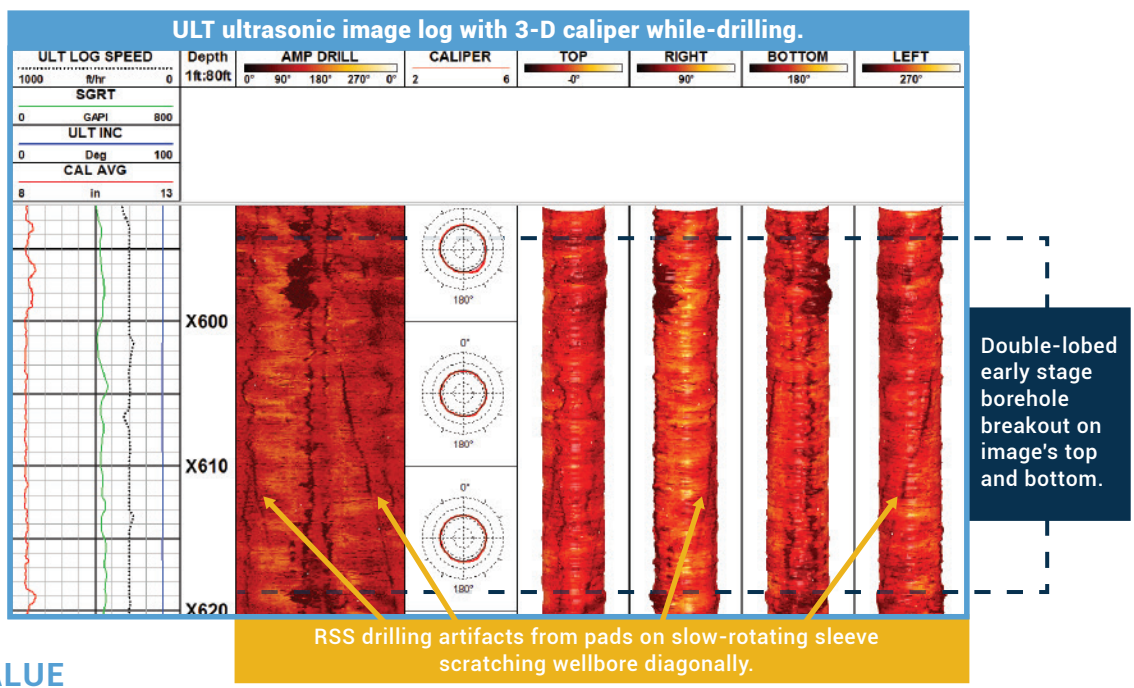 ULT ultrasonic image log with 3-D caliper while-drilling.
ULT LOG SPEED
1000 ft/hr 0
SGRT
0 GAPI 800
ULT INC
0 Deg 100
CAL AVG
8 in 13
Depth
1ft:80ft
AMP DRILL
0° 90° 180° 270° 0°
CALIPER
2 6
TOP
-0°
RIGHT
90°
BOTTOM
180°
LEFT
270°
X600
X610
X620
180°
0°
180°
0°
180°
Double-lobed
early stage
borehole
breakout on
image's top
and bottom.
RSS drilling artifacts from pads on slow-rotating sleeve
scratching wellbore diagonally.
ALUE